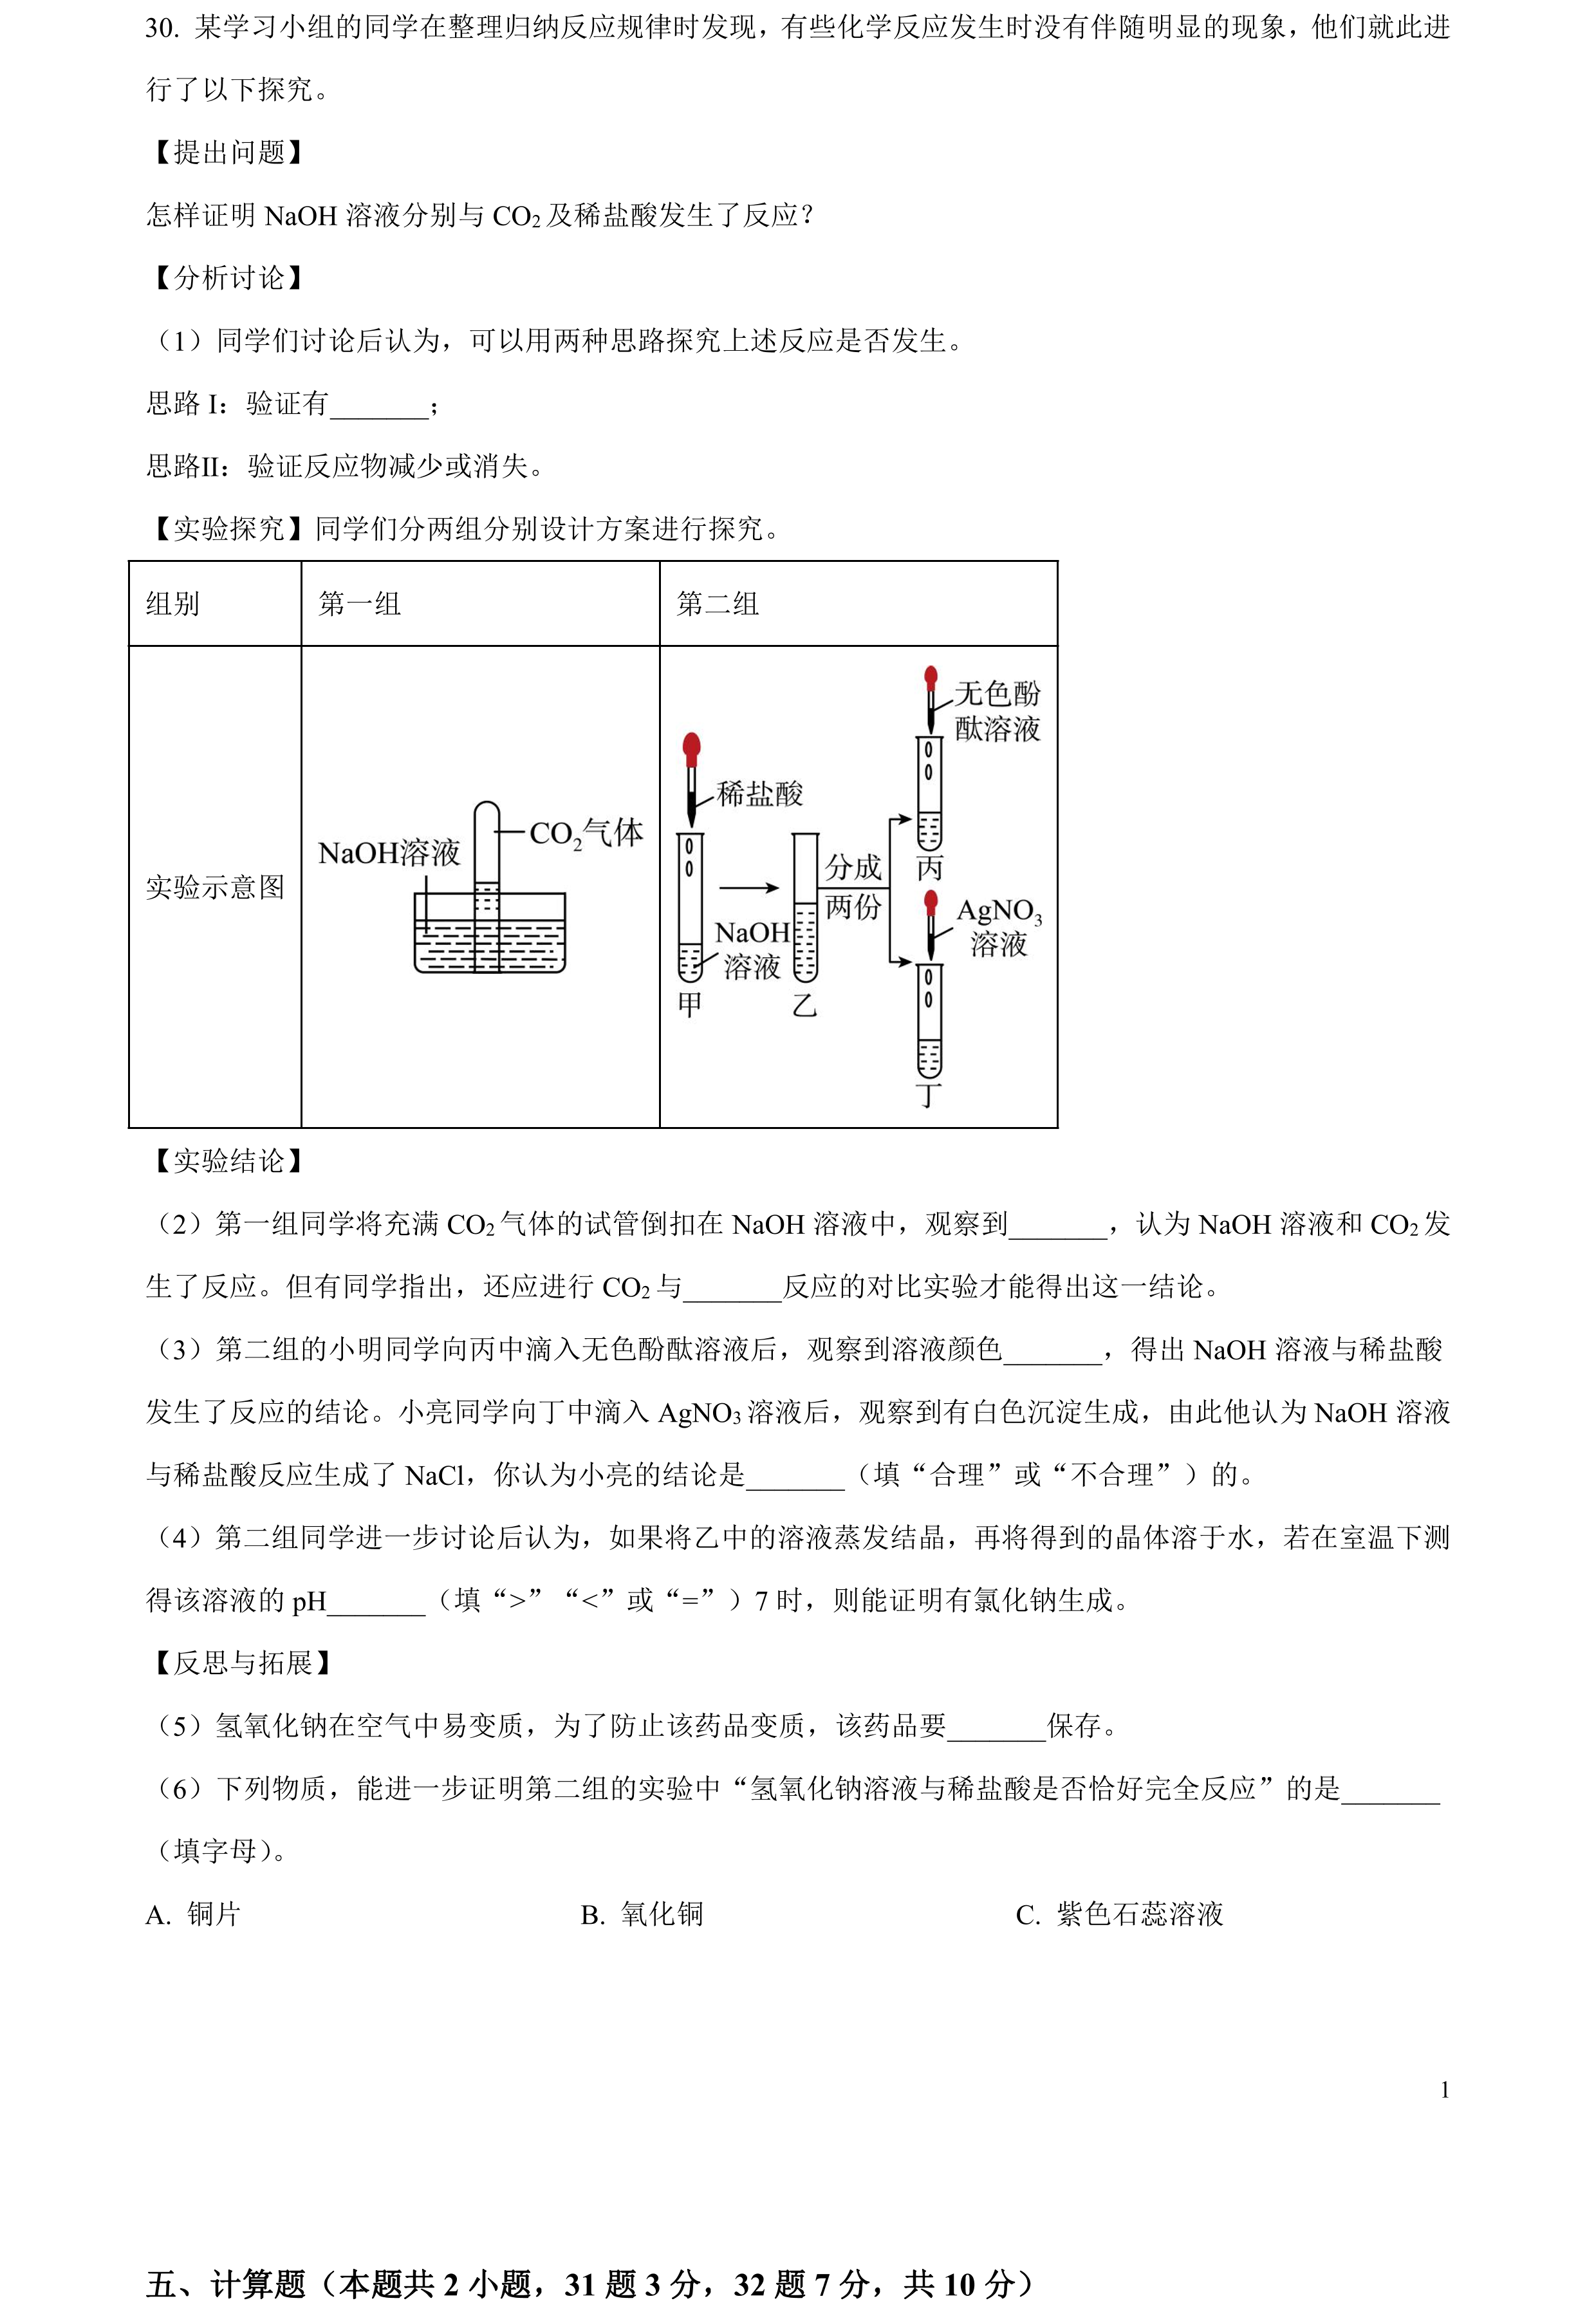 30. 某学习小组的同学在整理归纳反应规律时发现，有些化学反应发生时没有伴随明显的现象，他们就此进
行了以下探究。
【提出问题】
怎样证明 NaOH 溶液分别与 CO₂及稀盐酸发生了反应？
【分析讨论】
（1）同学们讨论后认为，可以用两种思路探究上述反应是否发生。
思路 I：验证有_______；
思路Ⅱ：验证反应物减少或消失。
【实验探究】同学们分两组分别设计方案进行探究。
组别 第一组 第二组
实验示意图
NaOH溶液
CO₂气体
稀盐酸
NaOH
溶液
甲
乙
分成
两份
无色酚
酞溶液
丙
AgNO₃
溶液
丁
【实验结论】
（2）第一组同学将充满 CO₂气体的试管倒扣在 NaOH 溶液中，观察到_______，认为 NaOH 溶液和 CO₂发
生了反应。但有同学指出，还应进行 CO₂与_______反应的对比实验才能得出这一结论。
（3）第二组的小明同学向丙中滴入无色酚酞溶液后，观察到溶液颜色_______，得出 NaOH 溶液与稀盐酸
发生了反应的结论。小亮同学向丁中滴入 AgNO₃溶液后，观察到有白色沉淀生成，由此他认为 NaOH 溶液
与稀盐酸反应生成了 NaCl，你认为小亮的结论是_______（填“合理”或“不合理”）的。
（4）第二组同学进一步讨论后认为，如果将乙中的溶液蒸发结晶，再将得到的晶体溶于水，若在室温下测
得该溶液的 pH_______（填“>”“<”或“=”）7 时，则能证明有氯化钠生成。
【反思与拓展】
（5）氢氧化钠在空气中易变质，为了防止该药品变质，该药品要_______保存。
（6）下列物质，能进一步证明第二组的实验中“氢氧化钠溶液与稀盐酸是否恰好完全反应”的是_______
（填字母）。
A. 铜片 B. 氧化铜 C. 紫色石蕊溶液
1
五、计算题（本题共 2 小题，31 题 3 分，32 题 7 分，共 10 分）